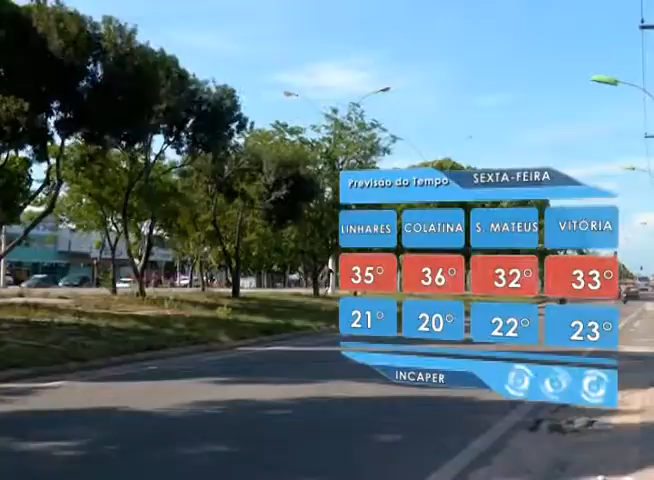 Previsão do Tempo SEXTA-FEIRA
LINHARES COLATINA S. MATEUS VITÓRIA
35° 36° 32° 33°
21° 20° 22° 23°
INCAPER